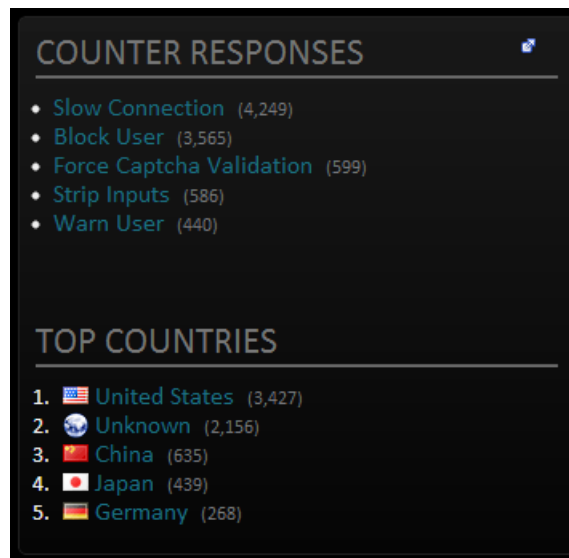 COUNTER RESPONSES
Slow Connection (4,249)
Block User (3,565)
Force Captcha Validation (599)
Strip Inputs (586)
Warn User (440)
TOP COUNTRIES
1. United States (3,427)
2. Unknown (2,156)
3. China (635)
4. Japan (439)
5. Germany (268)